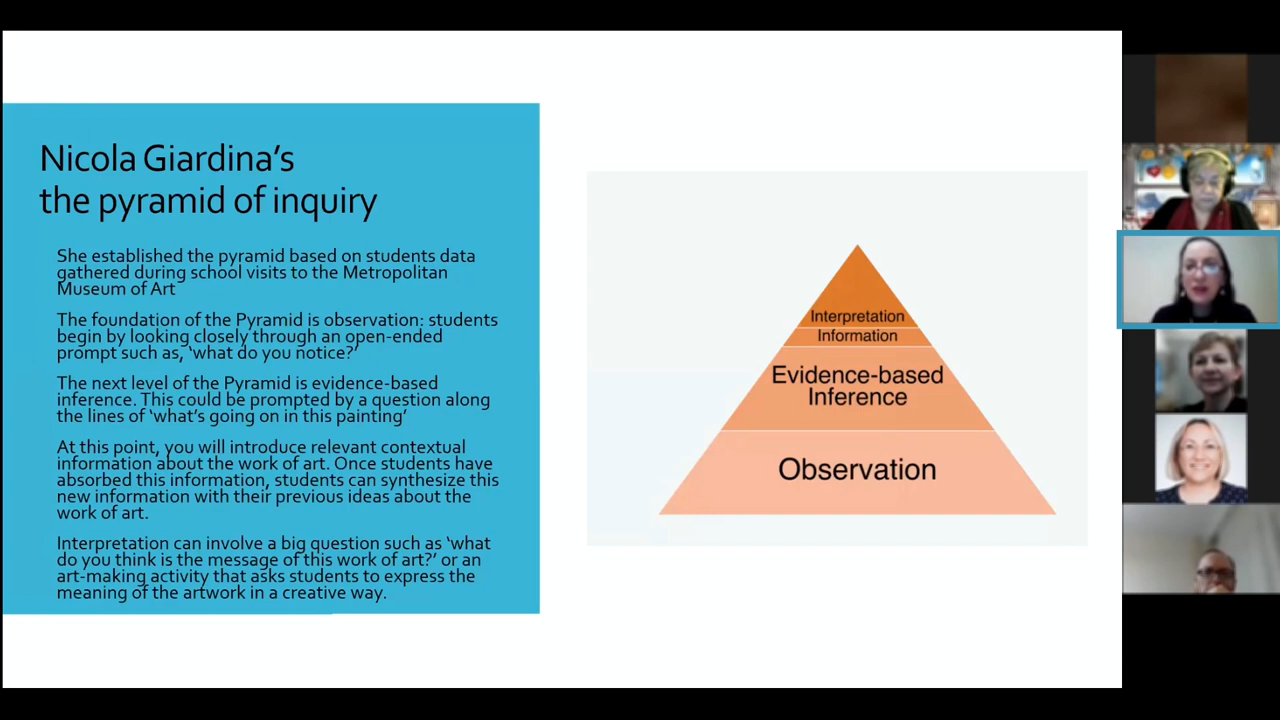 Nicola Giardina's
the pyramid of inquiry
She established the pyramid based on students data
gathered during school visits to the Metropolitan
Museum of Art
The foundation of the Pyramid is observation: students
begin by looking closely through an open-ended
prompt such as, 'what do you notice?'
The next level of the Pyramid is evidence-based
inference. This could be prompted by a question along
the lines of 'what's going on in this painting'
At this point, you will introduce relevant contextual
information about the work of art. Once students have
absorbed this information, students can synthesize this
new information with their previous ideas about the
work of art.
Interpretation can involve a big question such as 'what
do you think is the message of this work of art?' or an
art-making activity that asks students to express the
meaning of the artwork in a creative way.
Interpretation
Information
Evidence-based
Inference
Observation